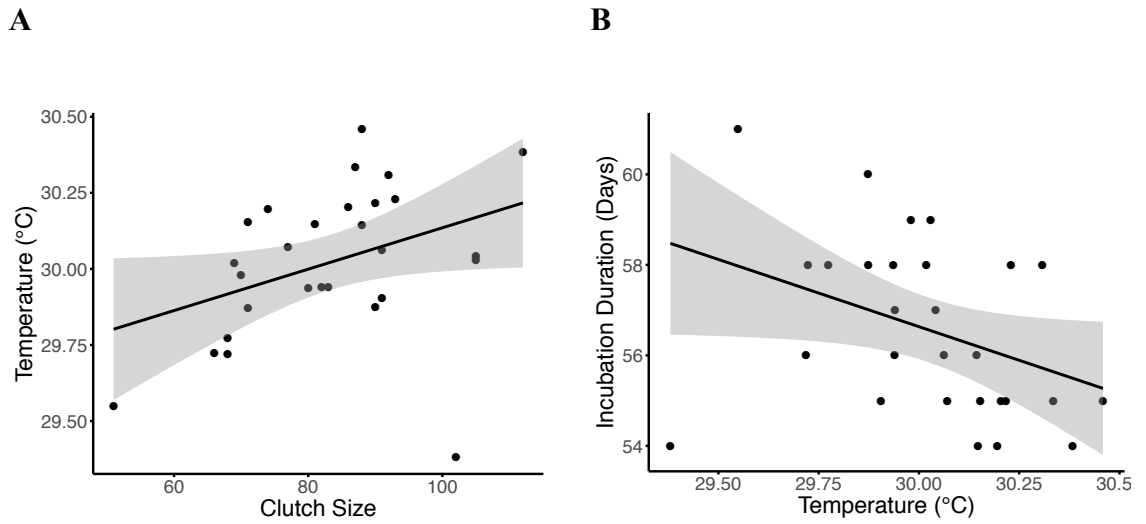 A
B
30.50
30.25
30.00
29.75
29.50
Temperature (°C)
60
80
100
Clutch Size
60
58
56
54
Incubation Duration (Days)
29.50
29.75
30.00
30.25
30.5
Temperature (°C)